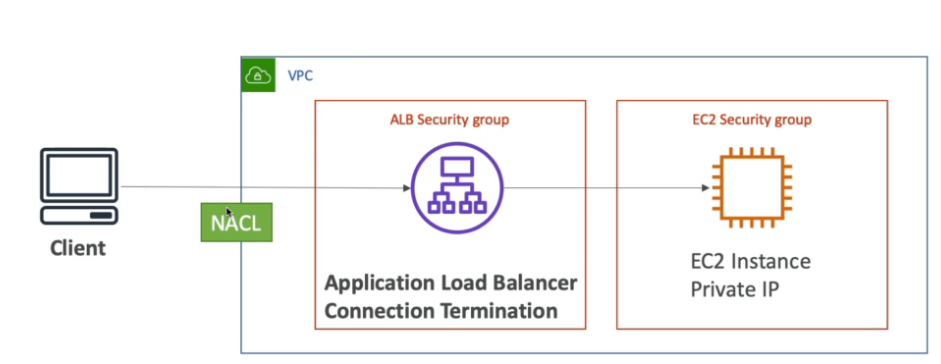 VPC
ALB Security group
EC2 Security group
NACL
Client
Application Load Balancer
Connection Termination
EC2 Instance
Private IP